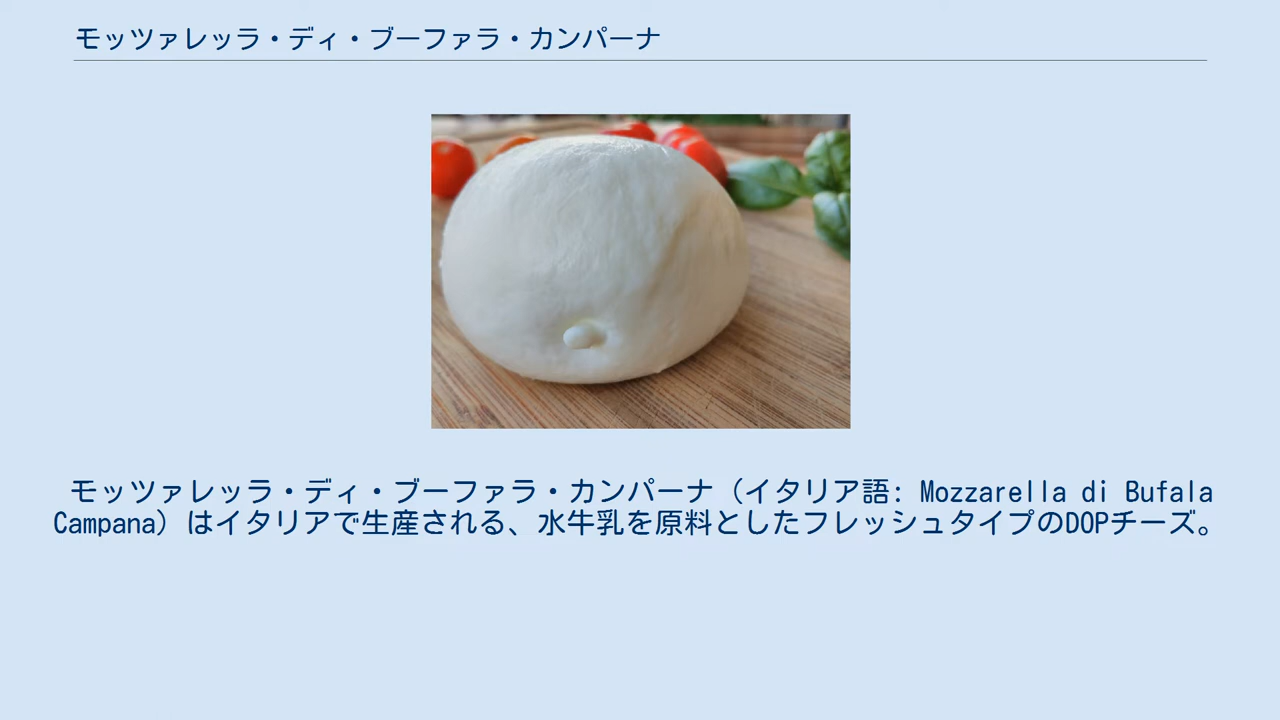 モッツァレッラ・ディ・ブーファラ・カンパーナ
モッツァレッラ・ディ・ブーファラ・カンパーナ（イタリア語: Mozzarella di Bufala
Campana）はイタリアで生産される、水牛乳を原料としたフレッシュタイプのDOPチーズ。